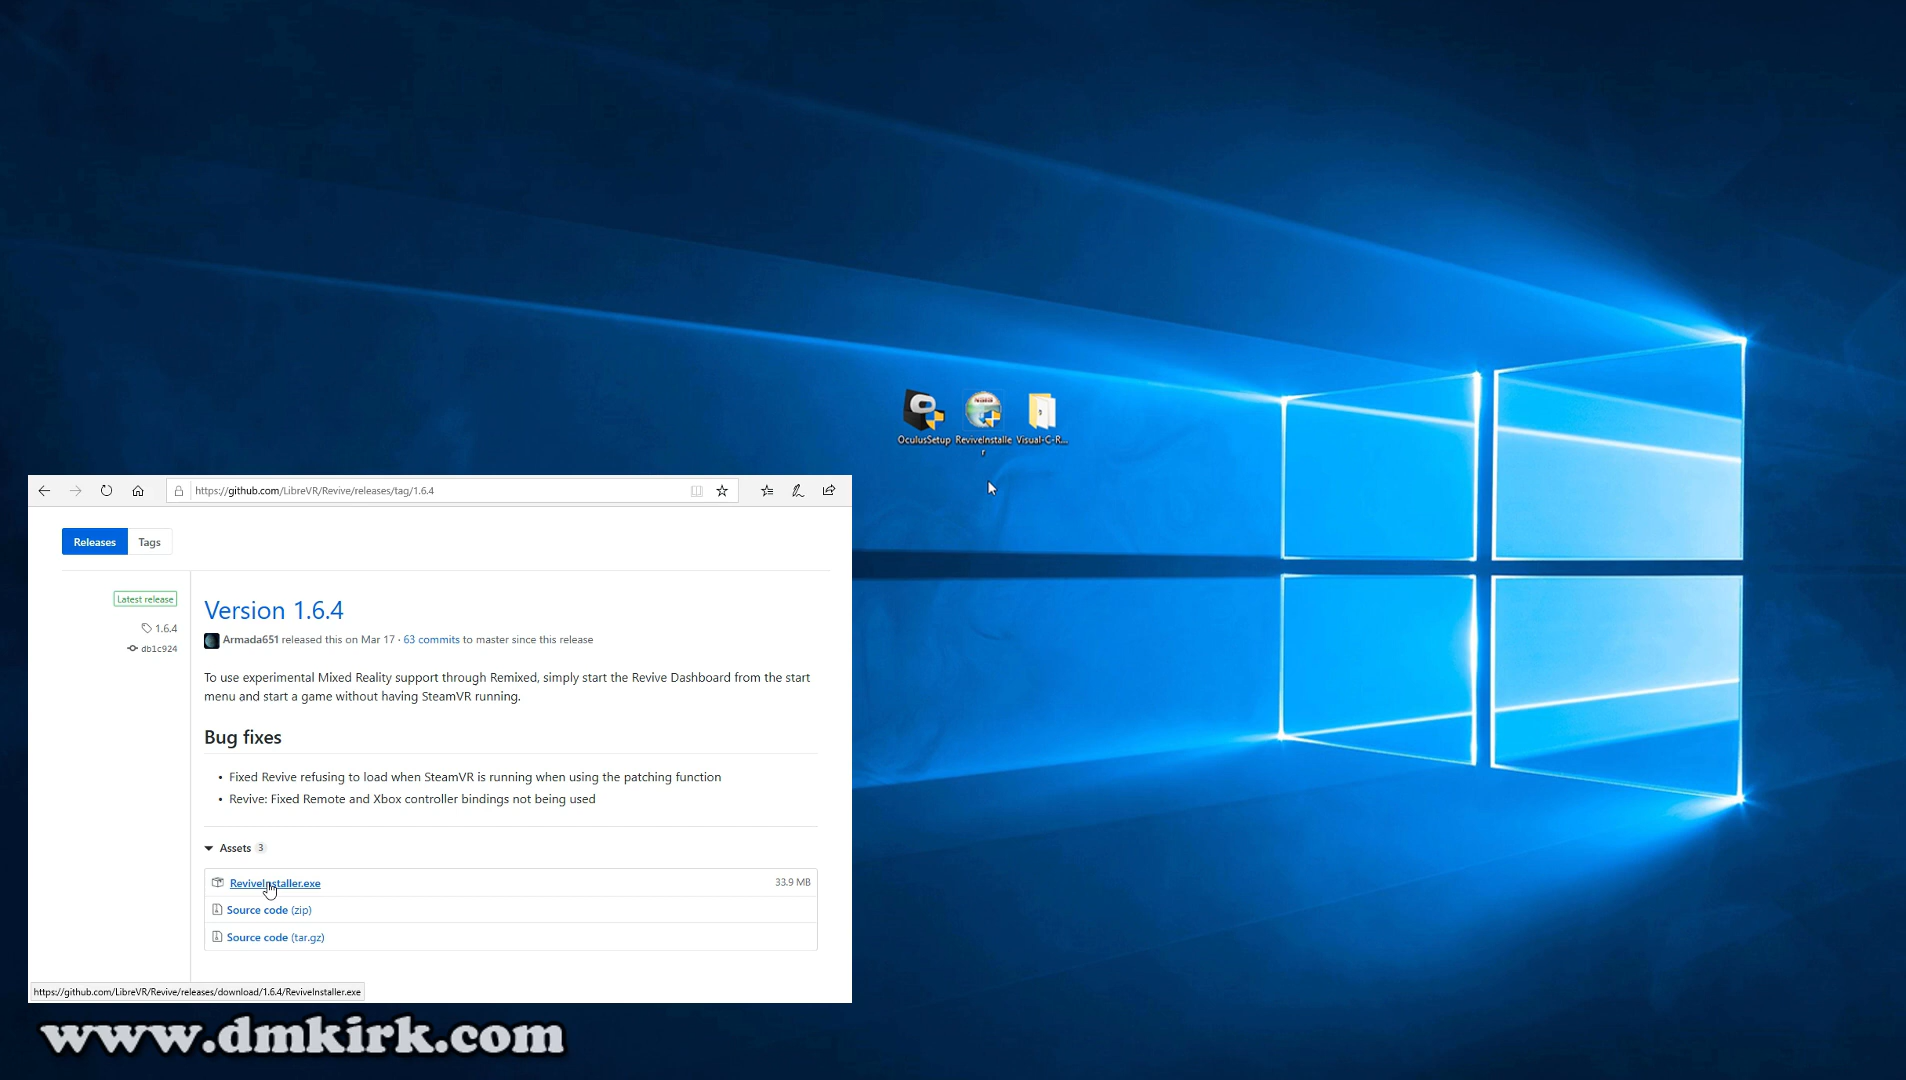 OculusSetup ReviveInstaller Visual-C-R...
https://github.com/LibreVR/Revive/releases/tag/1.6.4
Releases Tags
Latest release
1.6.4
db1c924
Version 1.6.4
Armada651 released this on Mar 17 · 63 commits to master since this release
To use experimental Mixed Reality support through Remixed, simply start the Revive Dashboard from the start
menu and start a game without having SteamVR running.
Bug fixes
• Fixed Revive refusing to load when SteamVR is running when using the patching function
• Revive: Fixed Remote and Xbox controller bindings not being used
Assets 3
ReviveInstaller.exe 33.9 MB
Source code (zip)
Source code (tar.gz)
https://github.com/LibreVR/Revive/releases/download/1.6.4/ReviveInstaller.exe
www.dmkirk.com